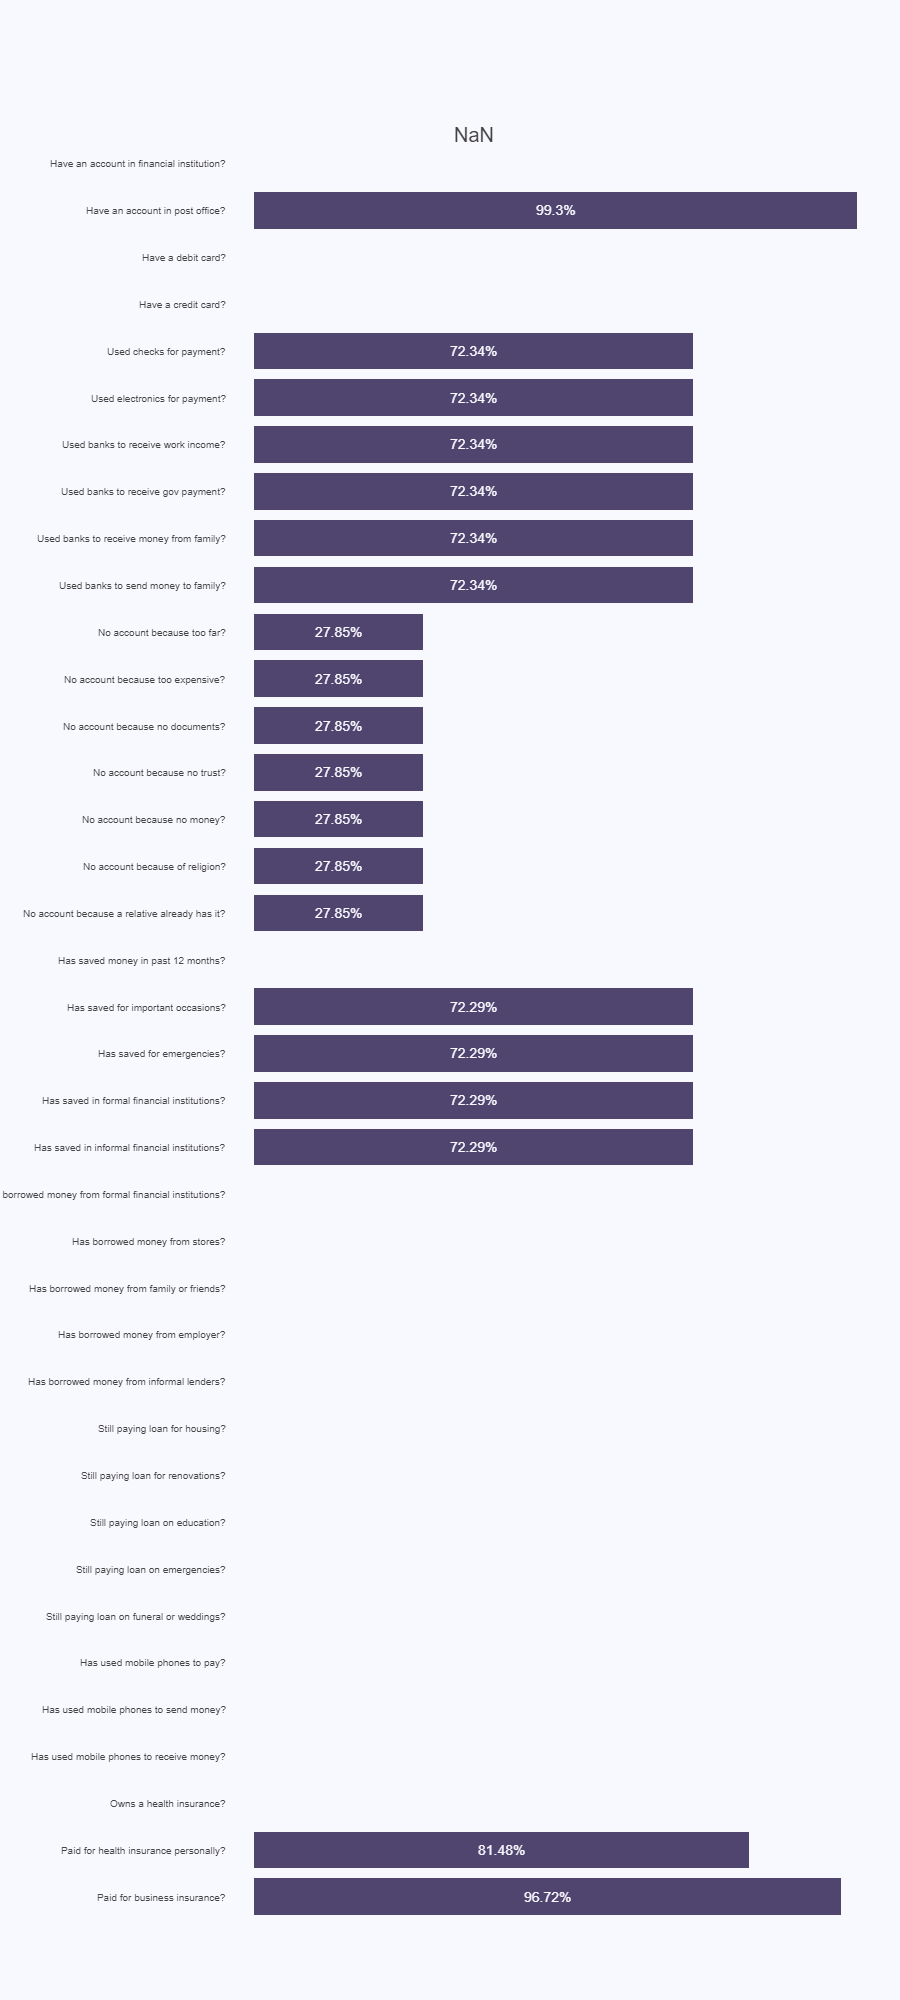 NaN
Have an account in financial institution?
Have an account in post office? 99.3%
Have a debit card?
Have a credit card?
Used checks for payment? 72.34%
Used electronics for payment? 72.34%
Used banks to receive work income? 72.34%
Used banks to receive gov payment? 72.34%
Used banks to receive money from family? 72.34%
Used banks to send money to family? 72.34%
No account because too far? 27.85%
No account because too expensive? 27.85%
No account because no documents? 27.85%
No account because no trust? 27.85%
No account because no money? 27.85%
No account because of religion? 27.85%
No account because a relative already has it? 27.85%
Has saved money in past 12 months?
Has saved for important occasions? 72.29%
Has saved for emergencies? 72.29%
Has saved in formal financial institutions? 72.29%
Has saved in informal financial institutions? 72.29%
borrowed money from formal financial institutions?
Has borrowed money from stores?
Has borrowed money from family or friends?
Has borrowed money from employer?
Has borrowed money from informal lenders?
Still paying loan for housing?
Still paying loan for renovations?
Still paying loan on education?
Still paying loan on emergencies?
Still paying loan on funeral or weddings?
Has used mobile phones to pay?
Has used mobile phones to send money?
Has used mobile phones to receive money?
Owns a health insurance?
Paid for health insurance personally? 81.48%
Paid for business insurance? 96.72%